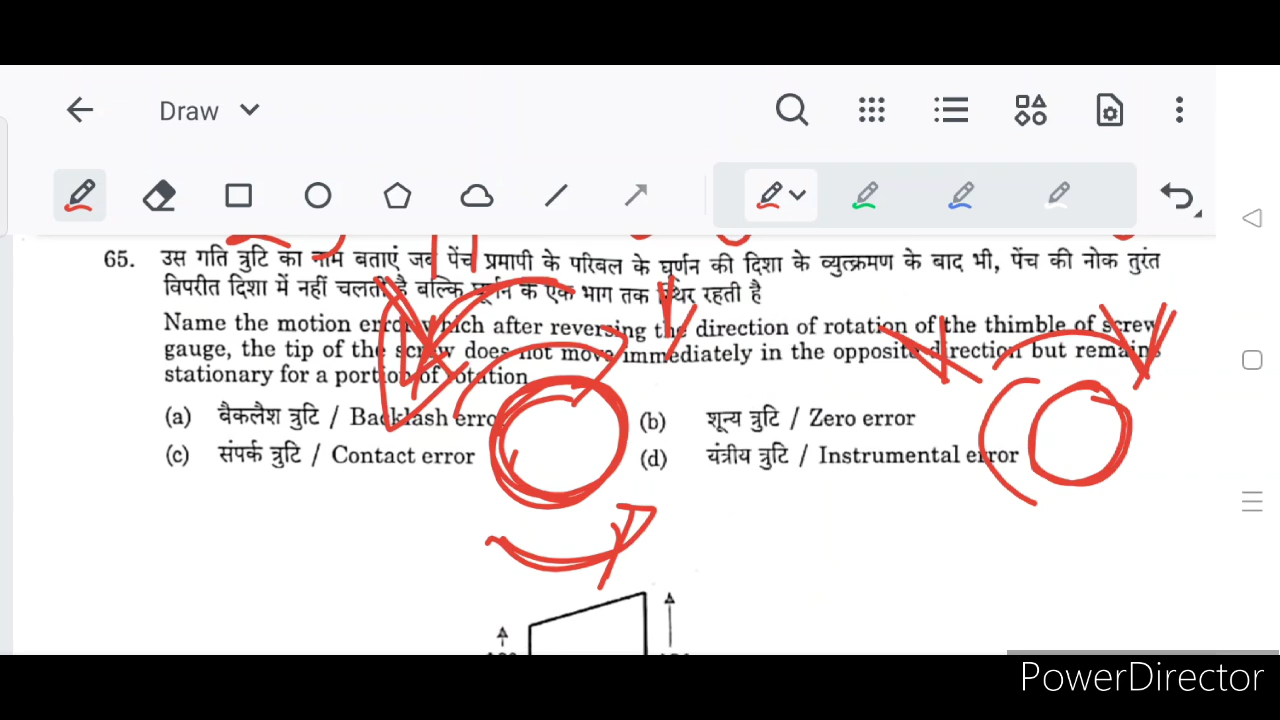 Draw
65. उस गति त्रुटि का नाम बताएं जब पेंच प्रमापी के परिबल के घूर्णन की दिशा के व्युत्क्रमण के बाद भी, पेंच की नोक तुरंत
विपरीत दिशा में नहीं चलती है बल्कि घूर्णन के एक भाग तक स्थिर रहती है
Name the motion error which after reversing the direction of rotation of the thimble of screw
gauge, the tip of the screw does not move immediately in the opposite direction but remains
stationary for a portion of rotation
(a) बैकलैश त्रुटि / Backlash error (b) शून्य त्रुटि / Zero error
(c) संपर्क त्रुटि / Contact error (d) यंत्रीय त्रुटि / Instrumental error
PowerDirector